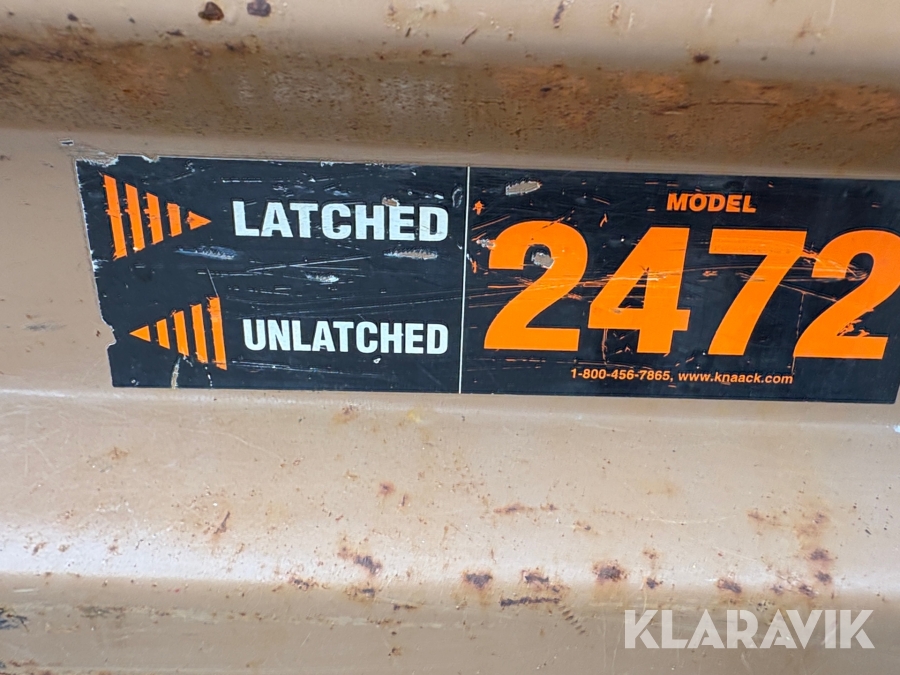 LATCHED
UNLATCHED
MODEL
2472
1-800-456-7865, www.knaack.com
KLARAVIK